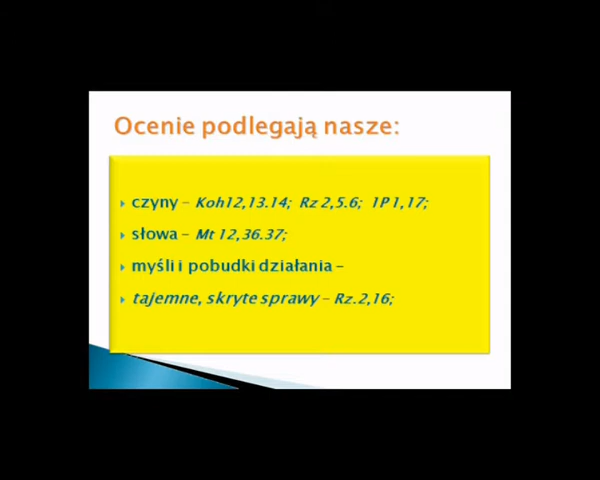 Ocenie podlegają nasze:
czyny – Koh12,13.14; Rz 2,5.6; 1P 1,17;
słowa – Mt 12,36.37;
myśli i pobudki działania –
tajemne, skryte sprawy – Rz.2,16;